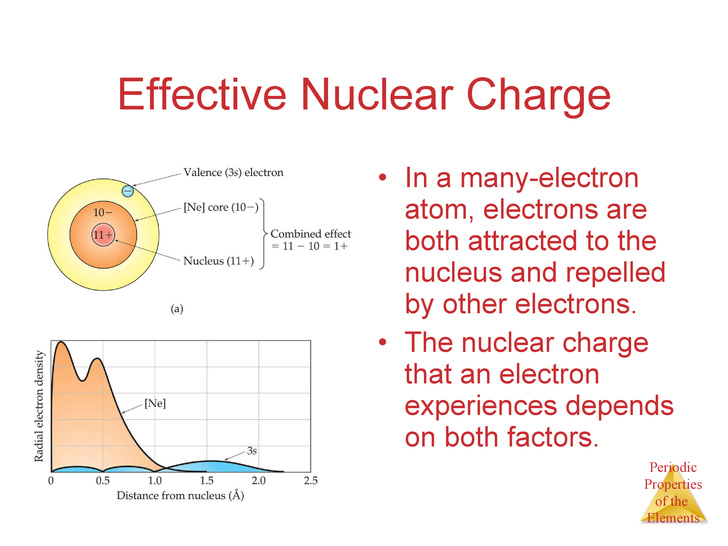 Effective Nuclear Charge
Valence (3s) electron
−
[Ne] core (10−)
10−
11+
Combined effect
= 11 − 10 = 1+
Nucleus (11+)
(a)
Radial electron density
[Ne]
3s
0 0.5 1.0 1.5 2.0 2.5
Distance from nucleus (Å)
• In a many-electron
atom, electrons are
both attracted to the
nucleus and repelled
by other electrons.
• The nuclear charge
that an electron
experiences depends
on both factors.
Periodic
Properties
of the
Elements